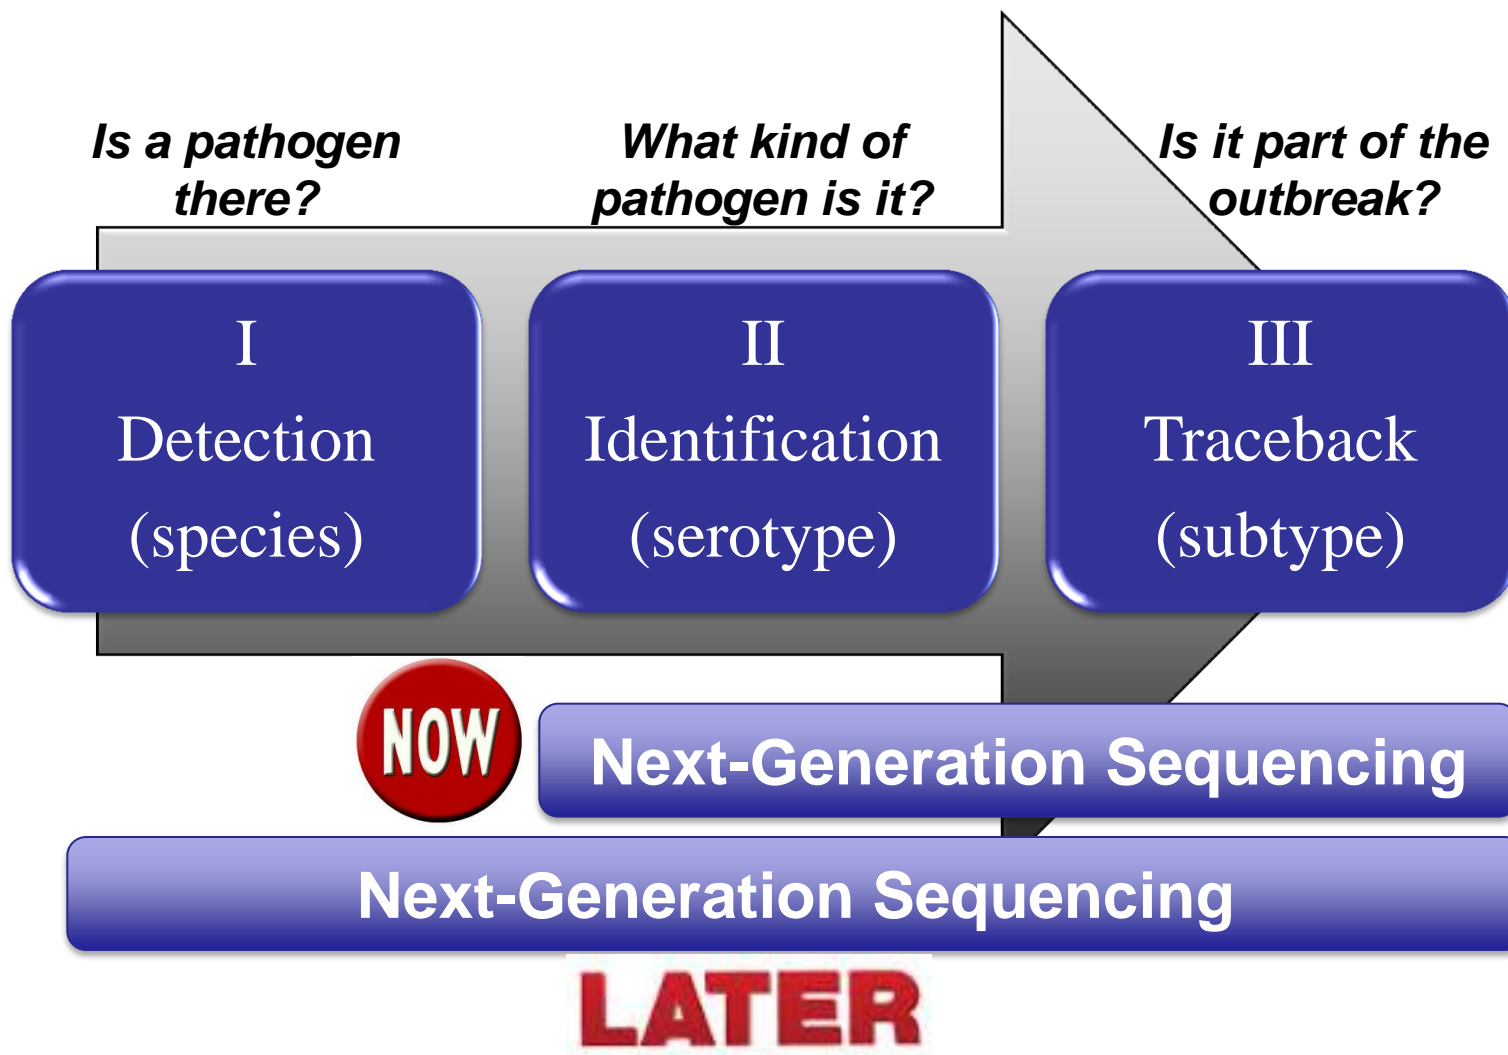 Is a pathogen
there?
What kind of
pathogen is it?
Is it part of the
outbreak?
I
Detection
(species)
II
Identification
(serotype)
III
Traceback
(subtype)
NOW
Next-Generation Sequencing
Next-Generation Sequencing
LATER